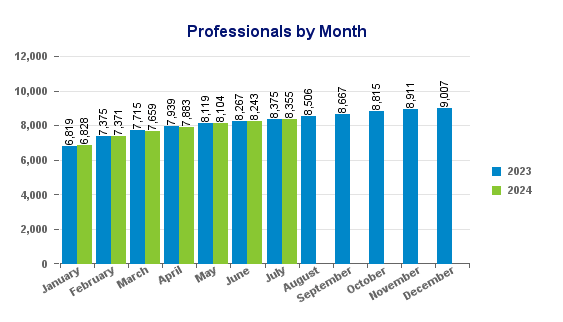 Professionals by Month
12,000
10,000
8,000
6,000
4,000
2,000
0
6,819
6,828
7,375
7,371
7,715
7,659
7,939
7,883
8,119
8,104
8,267
8,243
8,375
8,355
8,506
8,667
8,815
8,911
9,007
January
February
March
April
May
June
July
August
September
October
November
December
2023
2024